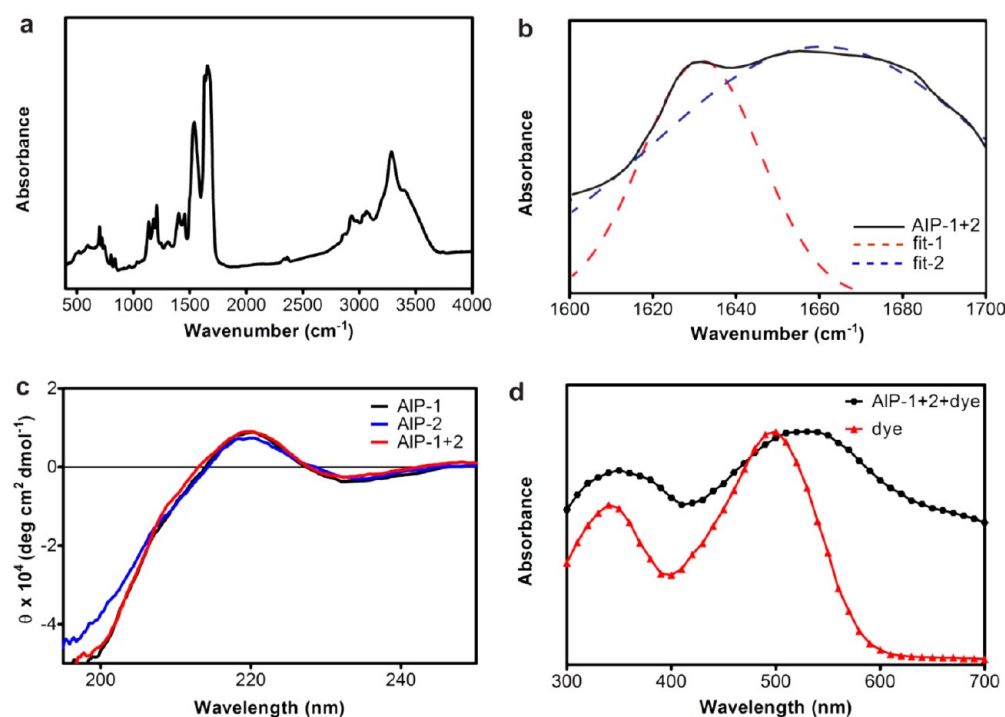 a
Absorbance
500 1000 1500 2000 2500 3000 3500 4000
Wavenumber (cm⁻¹)
b
Absorbance
AIP-1+2
fit-1
fit-2
1600 1620 1640 1660 1680 1700
Wavenumber (cm⁻¹)
c
θ x 10⁴ (deg cm² dmol⁻¹)
2
0
-2
-4
AIP-1
AIP-2
AIP-1+2
200 220 240
Wavelength (nm)
d
Absorbance
AIP-1+2+dye
dye
300 400 500 600 700
Wavelength (nm)